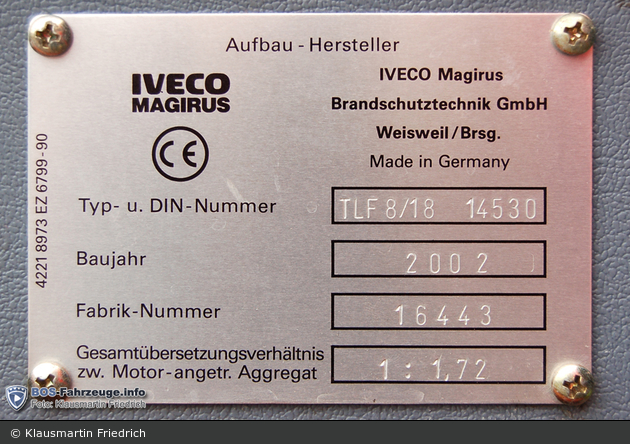 Aufbau - Hersteller
IVECO
MAGIRUS
IVECO Magirus
Brandschutztechnik GmbH
Weisweil/Brsg.
Made in Germany
CE
4221 8973 EZ 6799-90
Typ- u. DIN-Nummer TLF 8/18 14530
Baujahr 2002
Fabrik-Nummer 16443
Gesamtübersetzungsverhältnis
zw. Motor-angetr. Aggregat 1 : 1,72
BOS-Fahrzeuge.info
Foto: Klausmartin Friedrich
© Klausmartin Friedrich